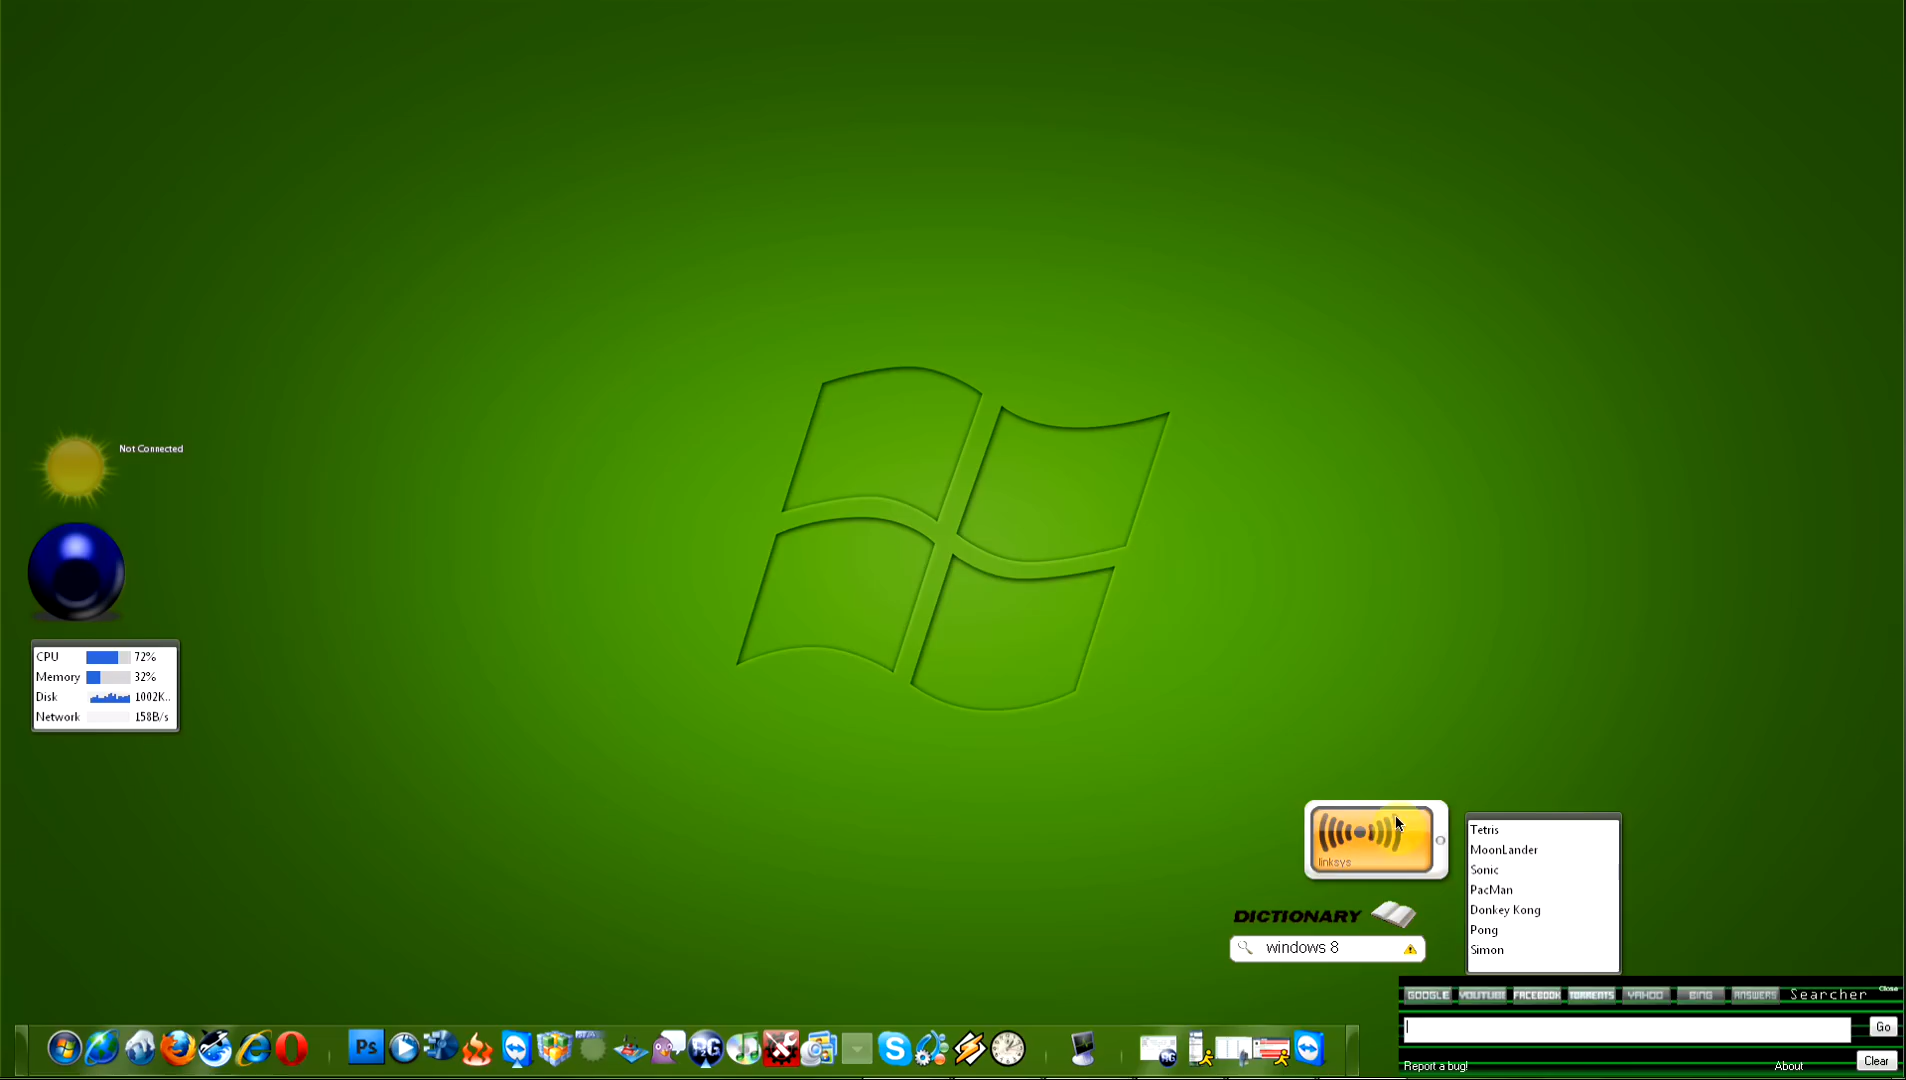 Not Connected
CPU 72%
Memory 32%
Disk 1002K..
Network 158B/s
linksys
DICTIONARY
windows 8
Tetris
MoonLander
Sonic
PacMan
Donkey Kong
Pong
Simon
GOOGLE YOUTUBE FACEBOOK TORRENTS YAHOO BING ANSWERS Searcher Close
Go
Report a bug! About Clear
Ps